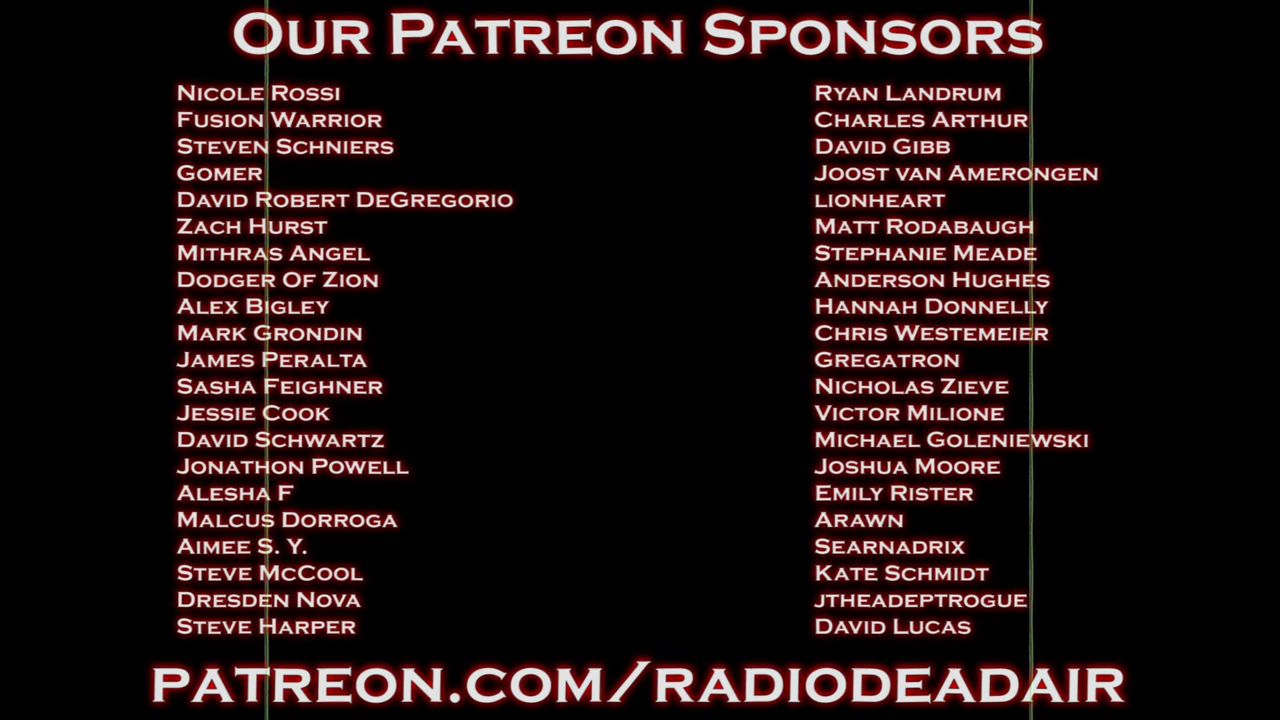 Our Patreon Sponsors
Nicole Rossi
Fusion Warrior
Steven Schniers
Gomer
David Robert DeGregorio
Zach Hurst
Mithras Angel
Dodger Of Zion
Alex Bigley
Mark Grondin
James Peralta
Sasha Feighner
Jessie Cook
David Schwartz
Jonathon Powell
Alesha F
Malcus Dorroga
Aimee S. Y.
Steve McCool
Dresden Nova
Steve Harper
Ryan Landrum
Charles Arthur
David Gibb
Joost van Amerongen
lionheart
Matt Rodabaugh
Stephanie Meade
Anderson Hughes
Hannah Donnelly
Chris Westemeier
Gregatron
Nicholas Zieve
Victor Milione
Michael Goleniewski
Joshua Moore
Emily Rister
Arawn
Searnadrix
Kate Schmidt
jtheadeptrogue
David Lucas
patreon.com/radiodeadair